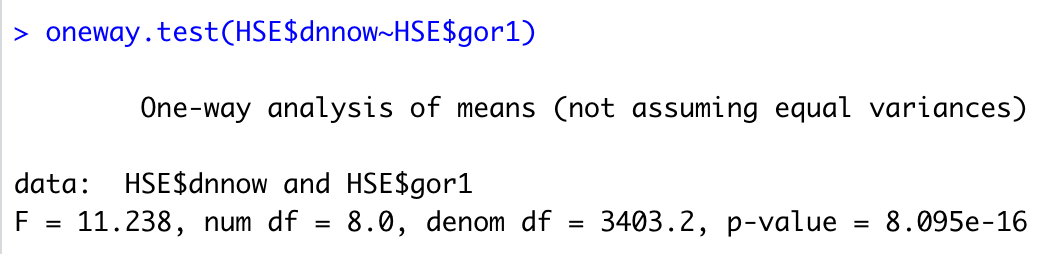 > oneway.test(HSE$dnnow~HSE$gor1)
One-way analysis of means (not assuming equal variances)
data:  HSE$dnnow and HSE$gor1
F = 11.238, num df = 8.0, denom df = 3403.2, p-value = 8.095e-16